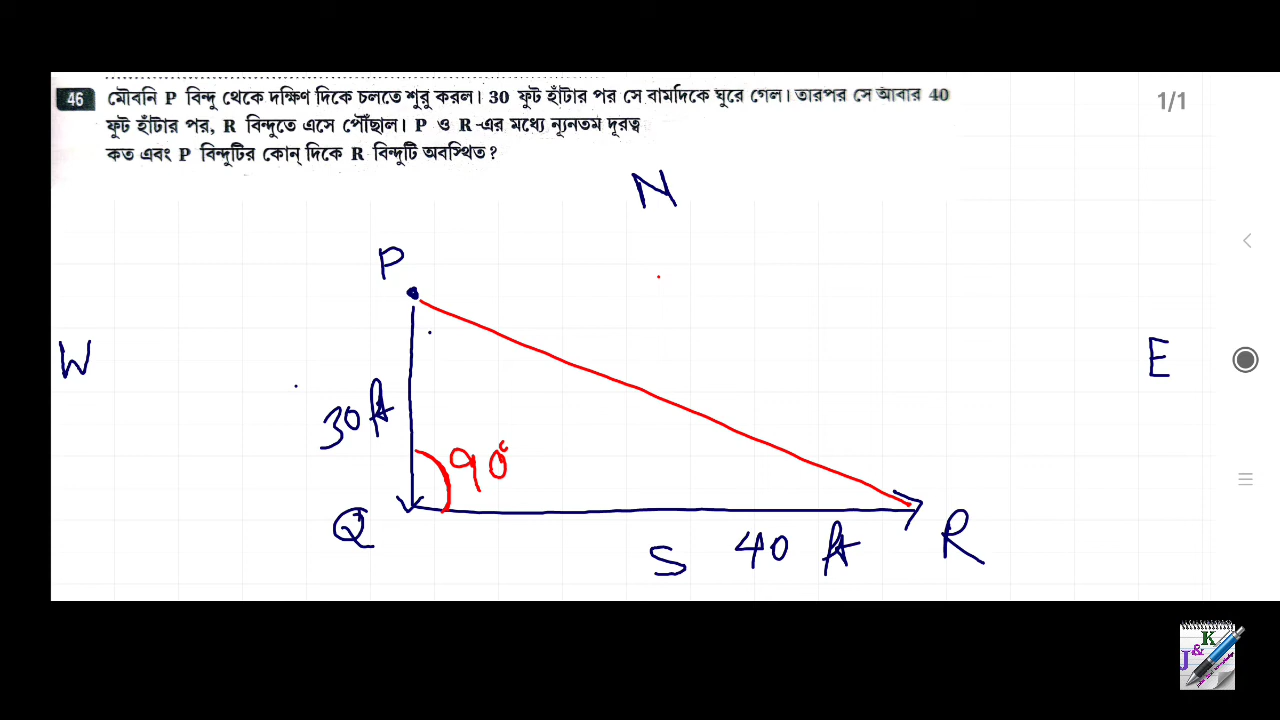 46 মৌবনি P বিন্দু থেকে দক্ষিণ দিকে চলতে শুরু করল। 30 ফুট হাঁটার পর সে বামদিকে ঘুরে গেল। তারপর সে আবার 40
ফুট হাঁটার পর, R বিন্দুতে এসে পৌঁছাল। P ও R-এর মধ্যে ন্যূনতম দূরত্ব
কত এবং P বিন্দুটির কোন্ দিকে R বিন্দুটি অবস্থিত?
1/1
N
P
W
E
30 ft
90°
Q
S
40 ft
R
J&K